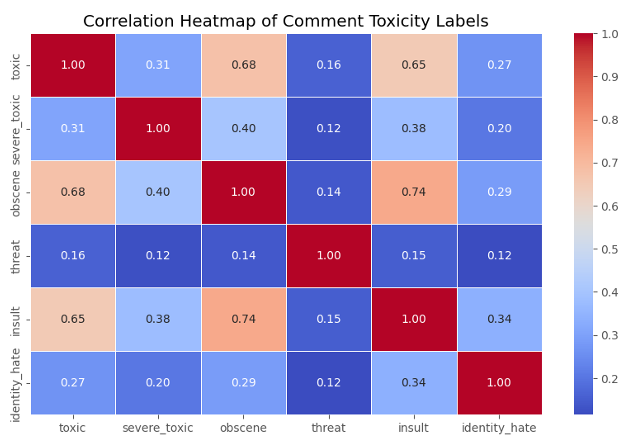 Correlation Heatmap of Comment Toxicity Labels
toxic 1.00 0.31 0.68 0.16 0.65 0.27
severe_toxic 0.31 1.00 0.40 0.12 0.38 0.20
obscene 0.68 0.40 1.00 0.14 0.74 0.29
threat 0.16 0.12 0.14 1.00 0.15 0.12
insult 0.65 0.38 0.74 0.15 1.00 0.34
identity_hate 0.27 0.20 0.29 0.12 0.34 1.00
toxic severe_toxic obscene threat insult identity_hate
1.0
0.9
0.8
0.7
0.6
0.5
0.4
0.3
0.2